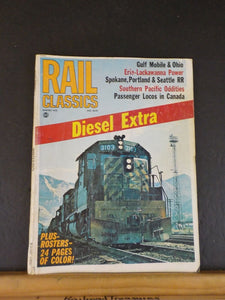 RAIL
CLASSICS
Gulf Mobile & Ohio
Erie-Lackawanna Power
Spokane, Portland & Seattle RR
Southern Pacific Oddities
Passenger Locos in Canada
Diesel Extra
3103
PLUS-
ROSTERS-
24 PAGES
OF COLOR!